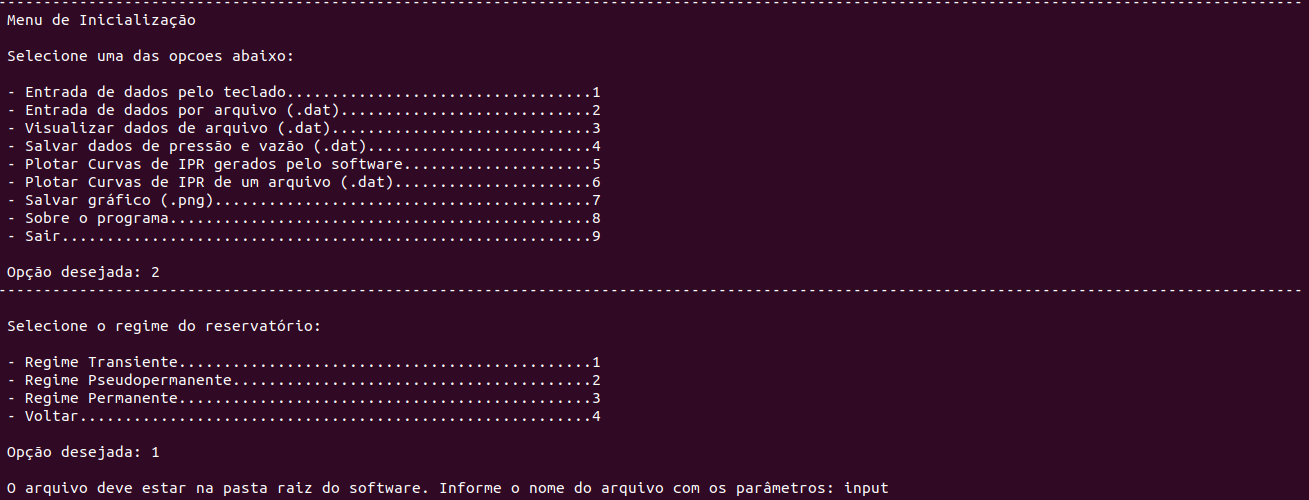 Menu de Inicialização
Selecione uma das opcoes abaixo:
- Entrada de dados pelo teclado..................................1
- Entrada de dados por arquivo (.dat)............................2
- Visualizar dados de arquivo (.dat).............................3
- Salvar dados de pressão e vazão (.dat).........................4
- Plotar Curvas de IPR gerados pelo software.....................5
- Plotar Curvas de IPR de um arquivo (.dat)......................6
- Salvar gráfico (.png)..........................................7
- Sobre o programa...............................................8
- Sair...........................................................9
Opção desejada: 2
Selecione o regime do reservatório:
- Regime Transiente..............................................1
- Regime Pseudopermanente........................................2
- Regime Permanente..............................................3
- Voltar.........................................................4
Opção desejada: 1
O arquivo deve estar na pasta raiz do software. Informe o nome do arquivo com os parâmetros: input